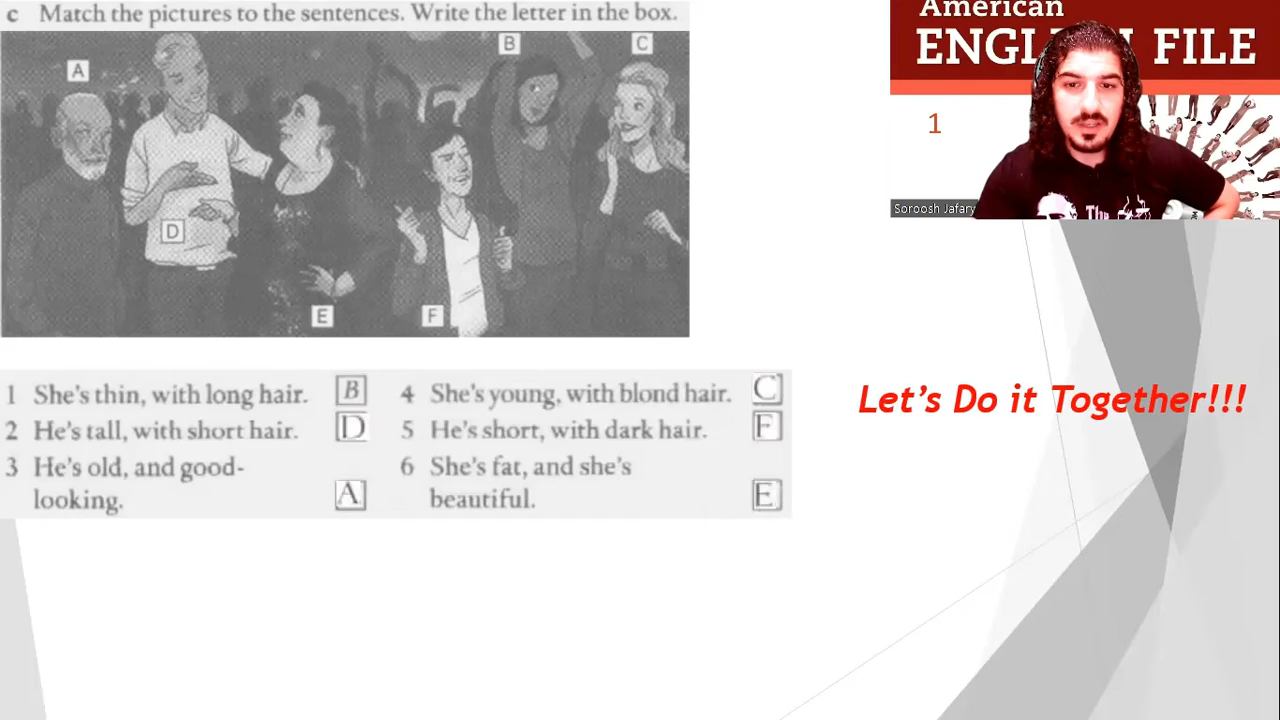 c Match the pictures to the sentences. Write the letter in the box.
A
B
C
D
E
F
1 She's thin, with long hair. B
2 He's tall, with short hair. D
3 He's old, and good-
looking. A
4 She's young, with blond hair. C
5 He's short, with dark hair. F
6 She's fat, and she's
beautiful. E
American
FILE
1
Soroosh Jafary
The
Let's Do it Together!!!